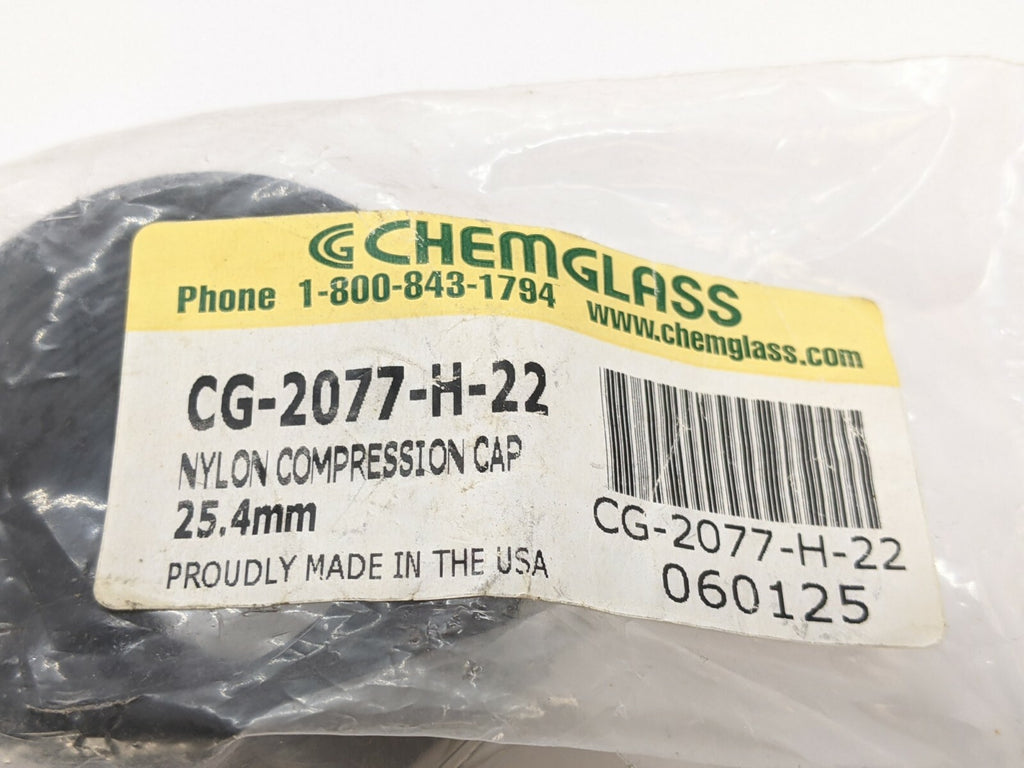 CG CHEMGLASS
Phone 1-800-843-1794 www.chemglass.com
CG-2077-H-22
NYLON COMPRESSION CAP
25.4mm
PROUDLY MADE IN THE USA
CG-2077-H-22
060125